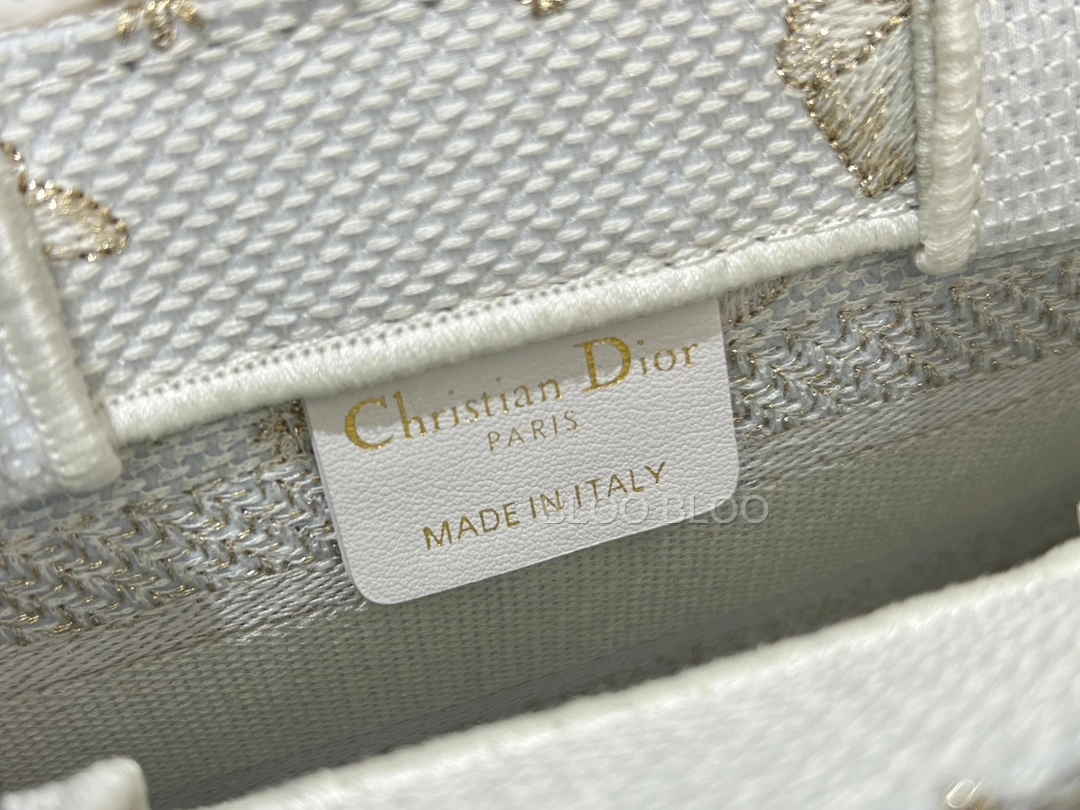 Christian Dior
PARIS
MADE IN ITALY
BLOO BLOO